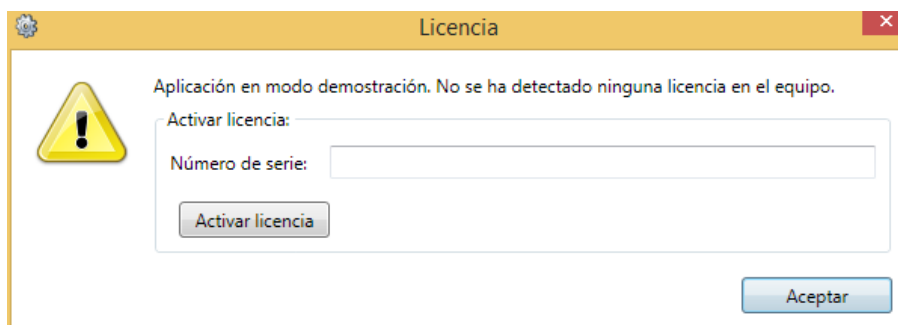 Licencia
Aplicación en modo demostración. No se ha detectado ninguna licencia en el equipo.
Activar licencia:
Número de serie:
Activar licencia
Aceptar